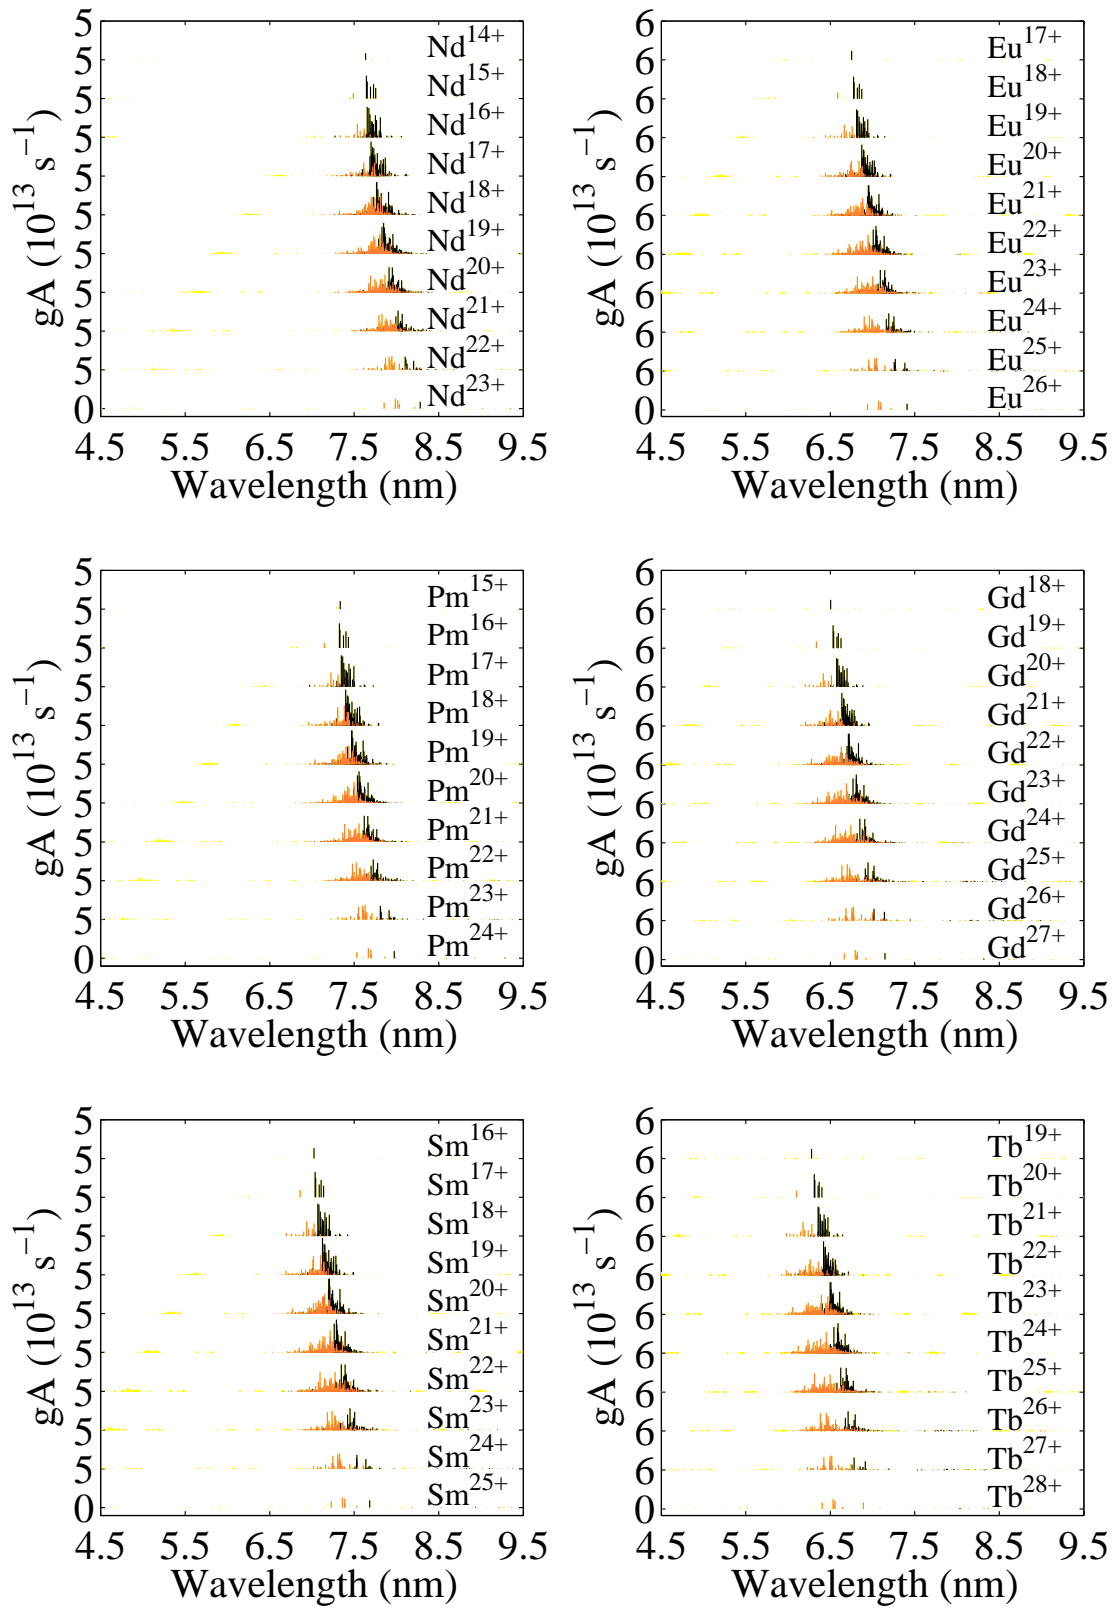 5
5
5
5
5
5
5
5
5
5
0
gA (10^13 s^−1)
Nd^14+
Nd^15+
Nd^16+
Nd^17+
Nd^18+
Nd^19+
Nd^20+
Nd^21+
Nd^22+
Nd^23+
4.5 5.5 6.5 7.5 8.5 9.5
Wavelength (nm)
6
6
6
6
6
6
6
6
6
6
0
gA (10^13 s^−1)
Eu^17+
Eu^18+
Eu^19+
Eu^20+
Eu^21+
Eu^22+
Eu^23+
Eu^24+
Eu^25+
Eu^26+
4.5 5.5 6.5 7.5 8.5 9.5
Wavelength (nm)
5
5
5
5
5
5
5
5
5
5
0
gA (10^13 s^−1)
Pm^15+
Pm^16+
Pm^17+
Pm^18+
Pm^19+
Pm^20+
Pm^21+
Pm^22+
Pm^23+
Pm^24+
4.5 5.5 6.5 7.5 8.5 9.5
Wavelength (nm)
6
6
6
6
6
6
6
6
6
6
0
gA (10^13 s^−1)
Gd^18+
Gd^19+
Gd^20+
Gd^21+
Gd^22+
Gd^23+
Gd^24+
Gd^25+
Gd^26+
Gd^27+
4.5 5.5 6.5 7.5 8.5 9.5
Wavelength (nm)
5
5
5
5
5
5
5
5
5
5
0
gA (10^13 s^−1)
Sm^16+
Sm^17+
Sm^18+
Sm^19+
Sm^20+
Sm^21+
Sm^22+
Sm^23+
Sm^24+
Sm^25+
4.5 5.5 6.5 7.5 8.5 9.5
Wavelength (nm)
6
6
6
6
6
6
6
6
6
6
0
gA (10^13 s^−1)
Tb^19+
Tb^20+
Tb^21+
Tb^22+
Tb^23+
Tb^24+
Tb^25+
Tb^26+
Tb^27+
Tb^28+
4.5 5.5 6.5 7.5 8.5 9.5
Wavelength (nm)